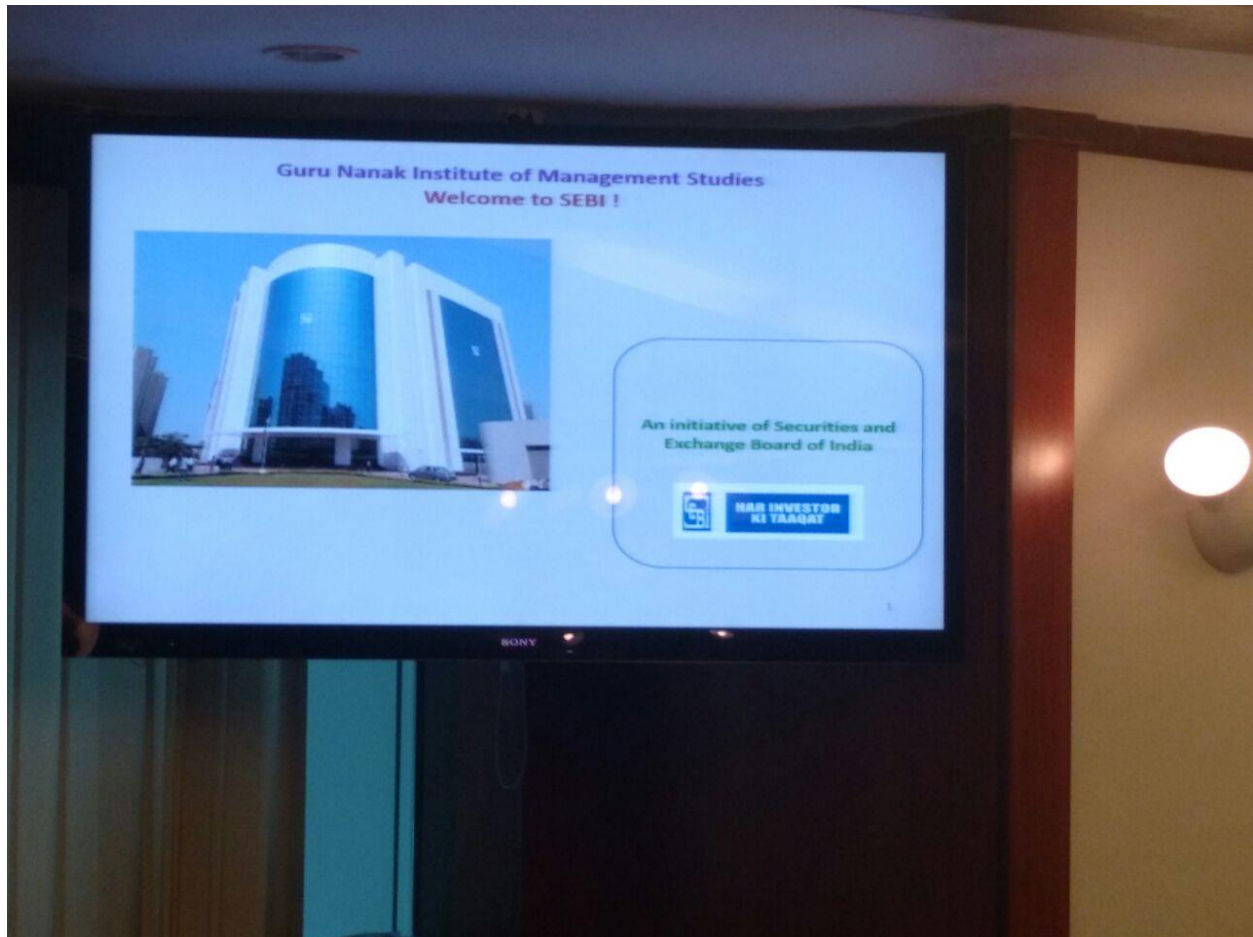 Guru Nanak Institute of Management Studies
Welcome to SEBI !
An initiative of Securities and
Exchange Board of India
HAR INVESTOR
KI TAAQAT
1
SONY